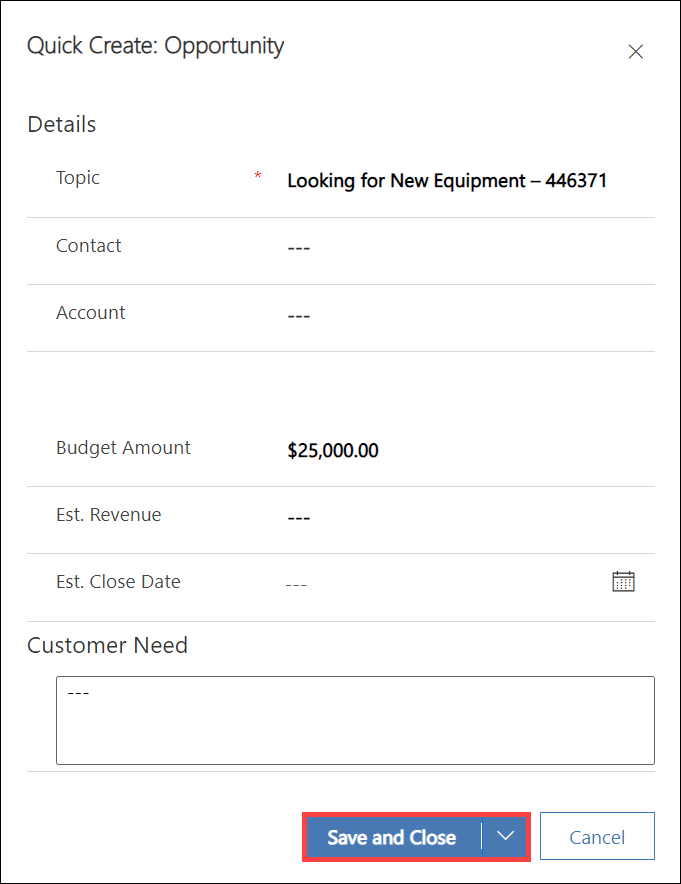 Quick Create: Opportunity
Details
Topic * Looking for New Equipment – 446371
Contact ---
Account ---
Budget Amount $25,000.00
Est. Revenue ---
Est. Close Date ---
Customer Need
---
Save and Close Cancel